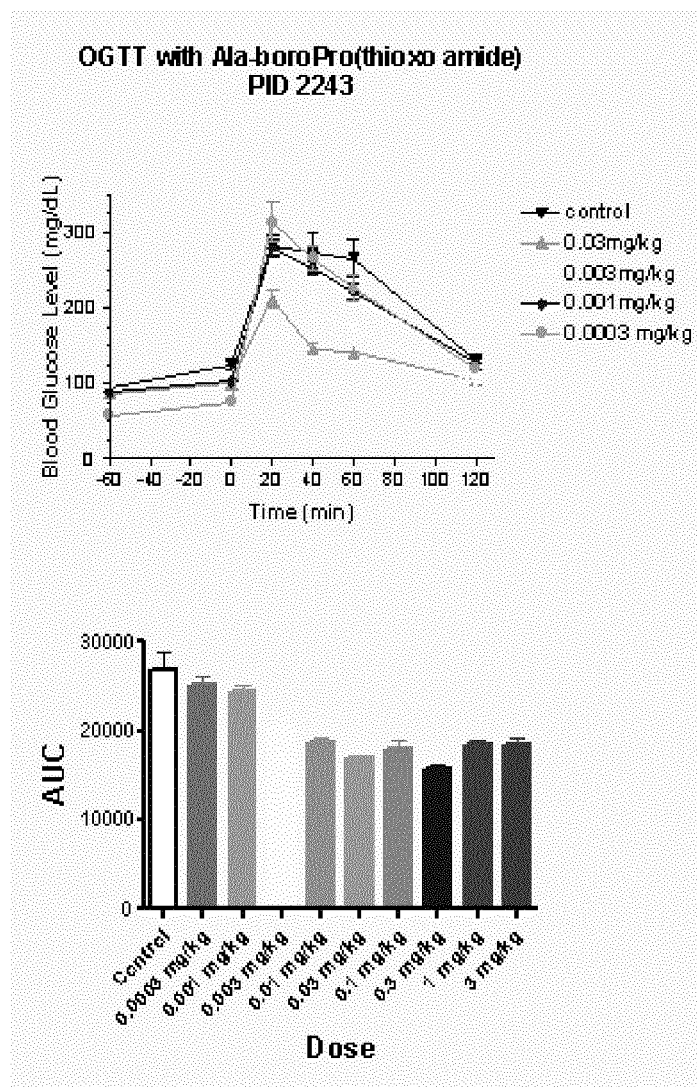 OGTT with Ala-boroPro(thioxo amide)
PID 2243
Blood Glucose Level (mg/dL)
300
200
100
0
-60 -40 -20 0 20 40 60 80 100 120
Time (min)
control
0.03mg/kg
0.003mg/kg
0.001mg/kg
0.0003 mg/kg
AUC
30000
20000
10000
0
Control
0.0003 mg/kg
0.001 mg/kg
0.003 mg/kg
0.01 mg/kg
0.03 mg/kg
0.1 mg/kg
0.3 mg/kg
1 mg/kg
3 mg/kg
Dose